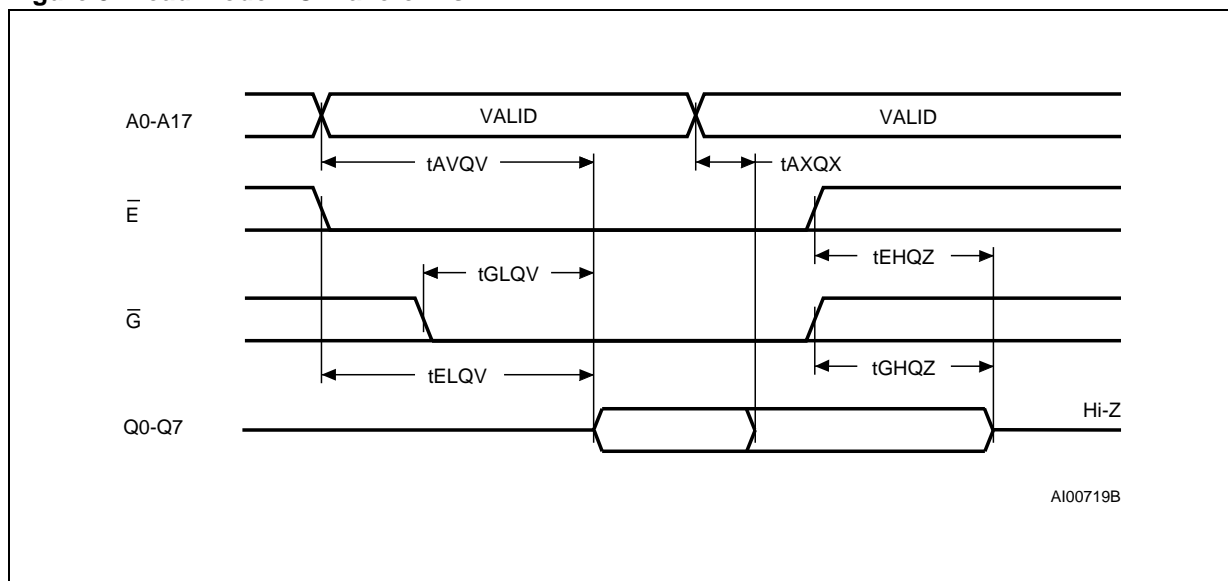 A0-A17
VALID
VALID
tAVQV
tAXQX
E
tEHQZ
tGLQV
G
tGHQZ
tELQV
Q0-Q7
Hi-Z
AI00719B